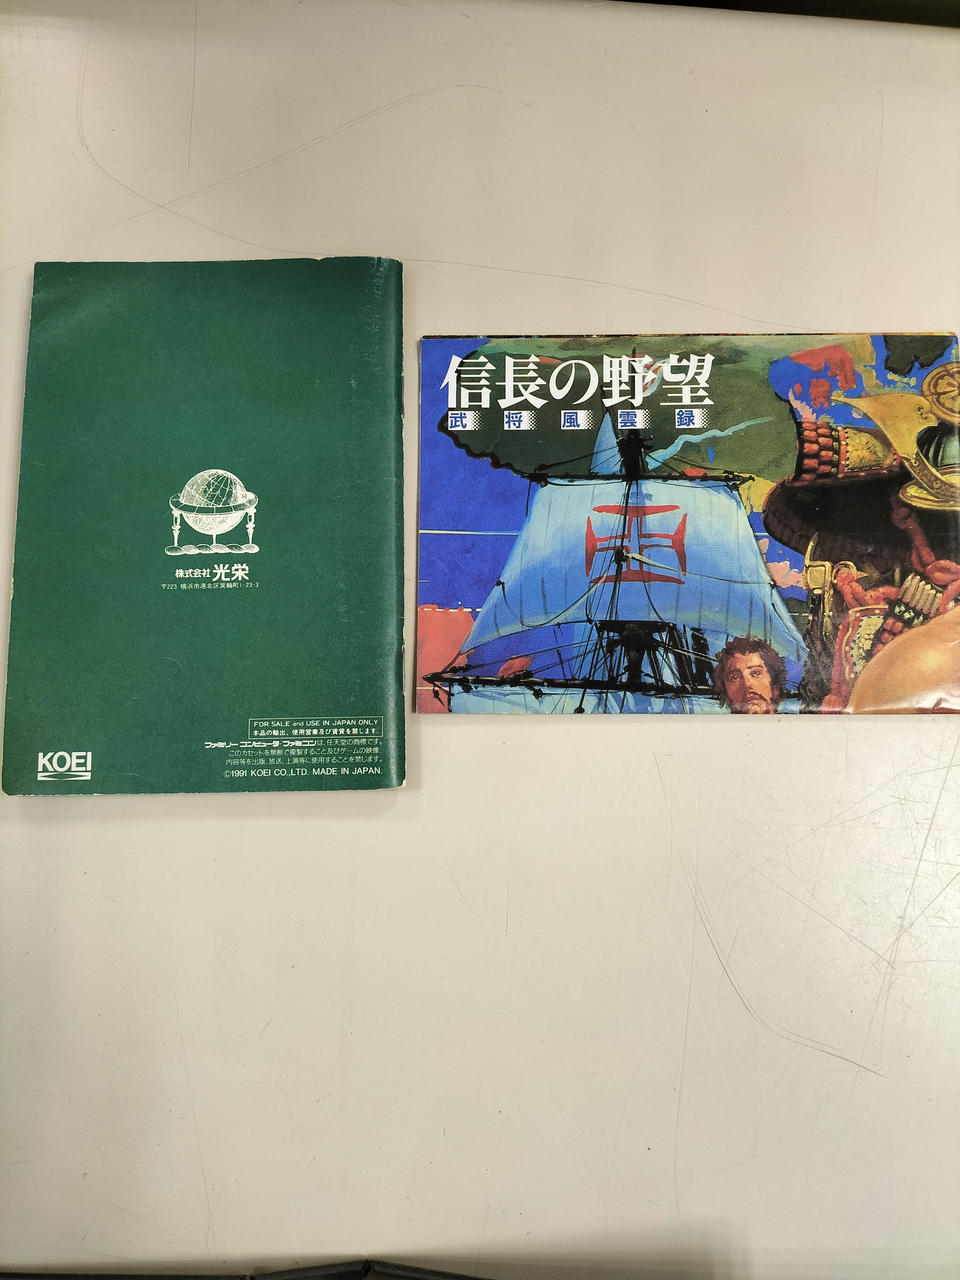 株式会社 光栄
〒223 横浜市港北区箕輪町1-23-3
FOR SALE and USE IN JAPAN ONLY
本品の輸出、使用営業及び賃貸を禁じます。
ファミリーコンピュータ・ファミコンは、任天堂の商標です。
このカセットを無断で複製すること及びゲームの映像、
内容等を出版、放送、上演等に使用することを禁じます。
©1991 KOEI CO.,LTD. MADE IN JAPAN.
KOEI
信長の野望
武将風雲録